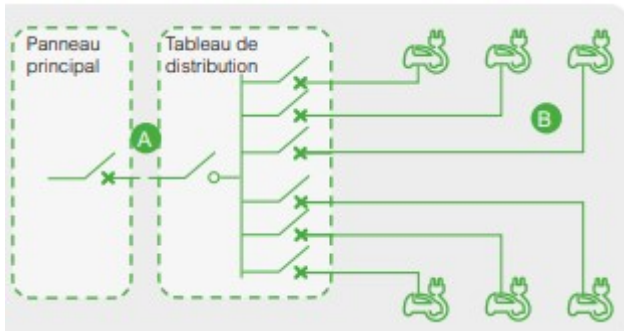 Panneau
principal
Tableau de
distribution
A
B